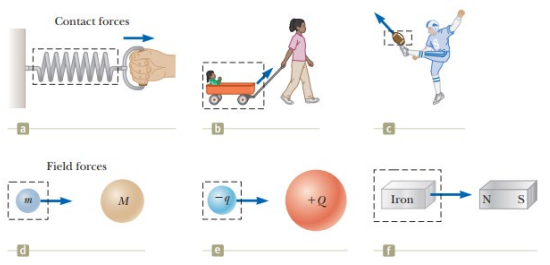 Contact forces
a
b
c
Field forces
m
M
−q
+Q
Iron
N S
d
e
f